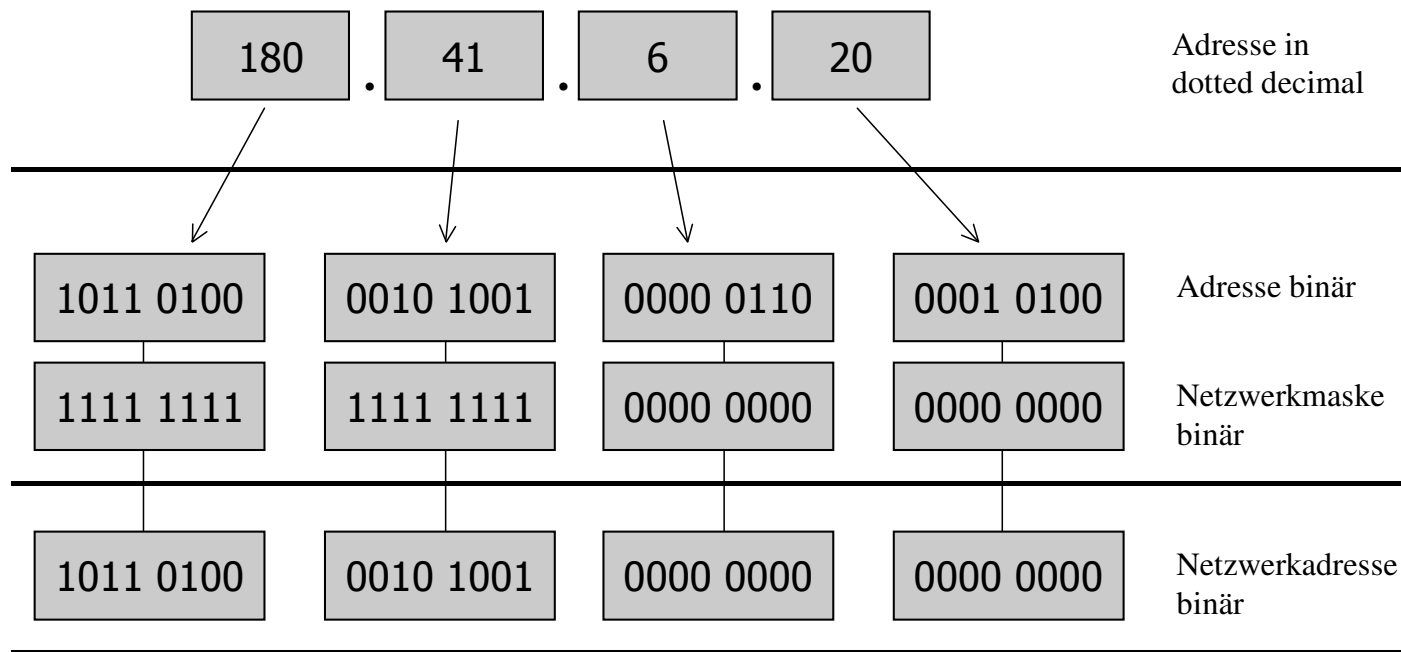 180 . 41 . 6 . 20
Adresse in
dotted decimal
1011 0100 0010 1001 0000 0110 0001 0100
Adresse binär
1111 1111 1111 1111 0000 0000 0000 0000
Netzwerkmaske
binär
1011 0100 0010 1001 0000 0000 0000 0000
Netzwerkadresse
binär